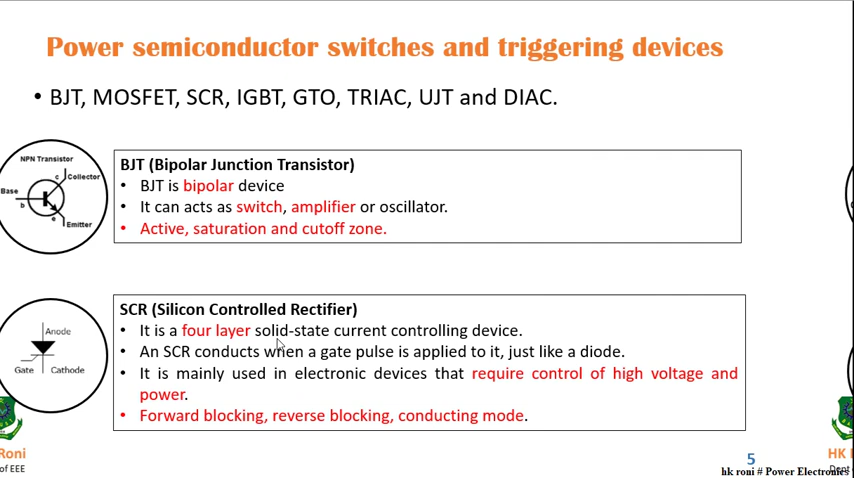 Power semiconductor switches and triggering devices
• BJT, MOSFET, SCR, IGBT, GTO, TRIAC, UJT and DIAC.
NPN Transistor
c
Collector
Base
b
e
Emitter
BJT (Bipolar Junction Transistor)
• BJT is bipolar device
• It can acts as switch, amplifier or oscillator.
• Active, saturation and cutoff zone.
Anode
Gate
Cathode
SCR (Silicon Controlled Rectifier)
• It is a four layer solid-state current controlling device.
• An SCR conducts when a gate pulse is applied to it, just like a diode.
• It is mainly used in electronic devices that require control of high voltage and
power.
• Forward blocking, reverse blocking, conducting mode.
Roni
of EEE
5
hk roni # Power Electronics
HK